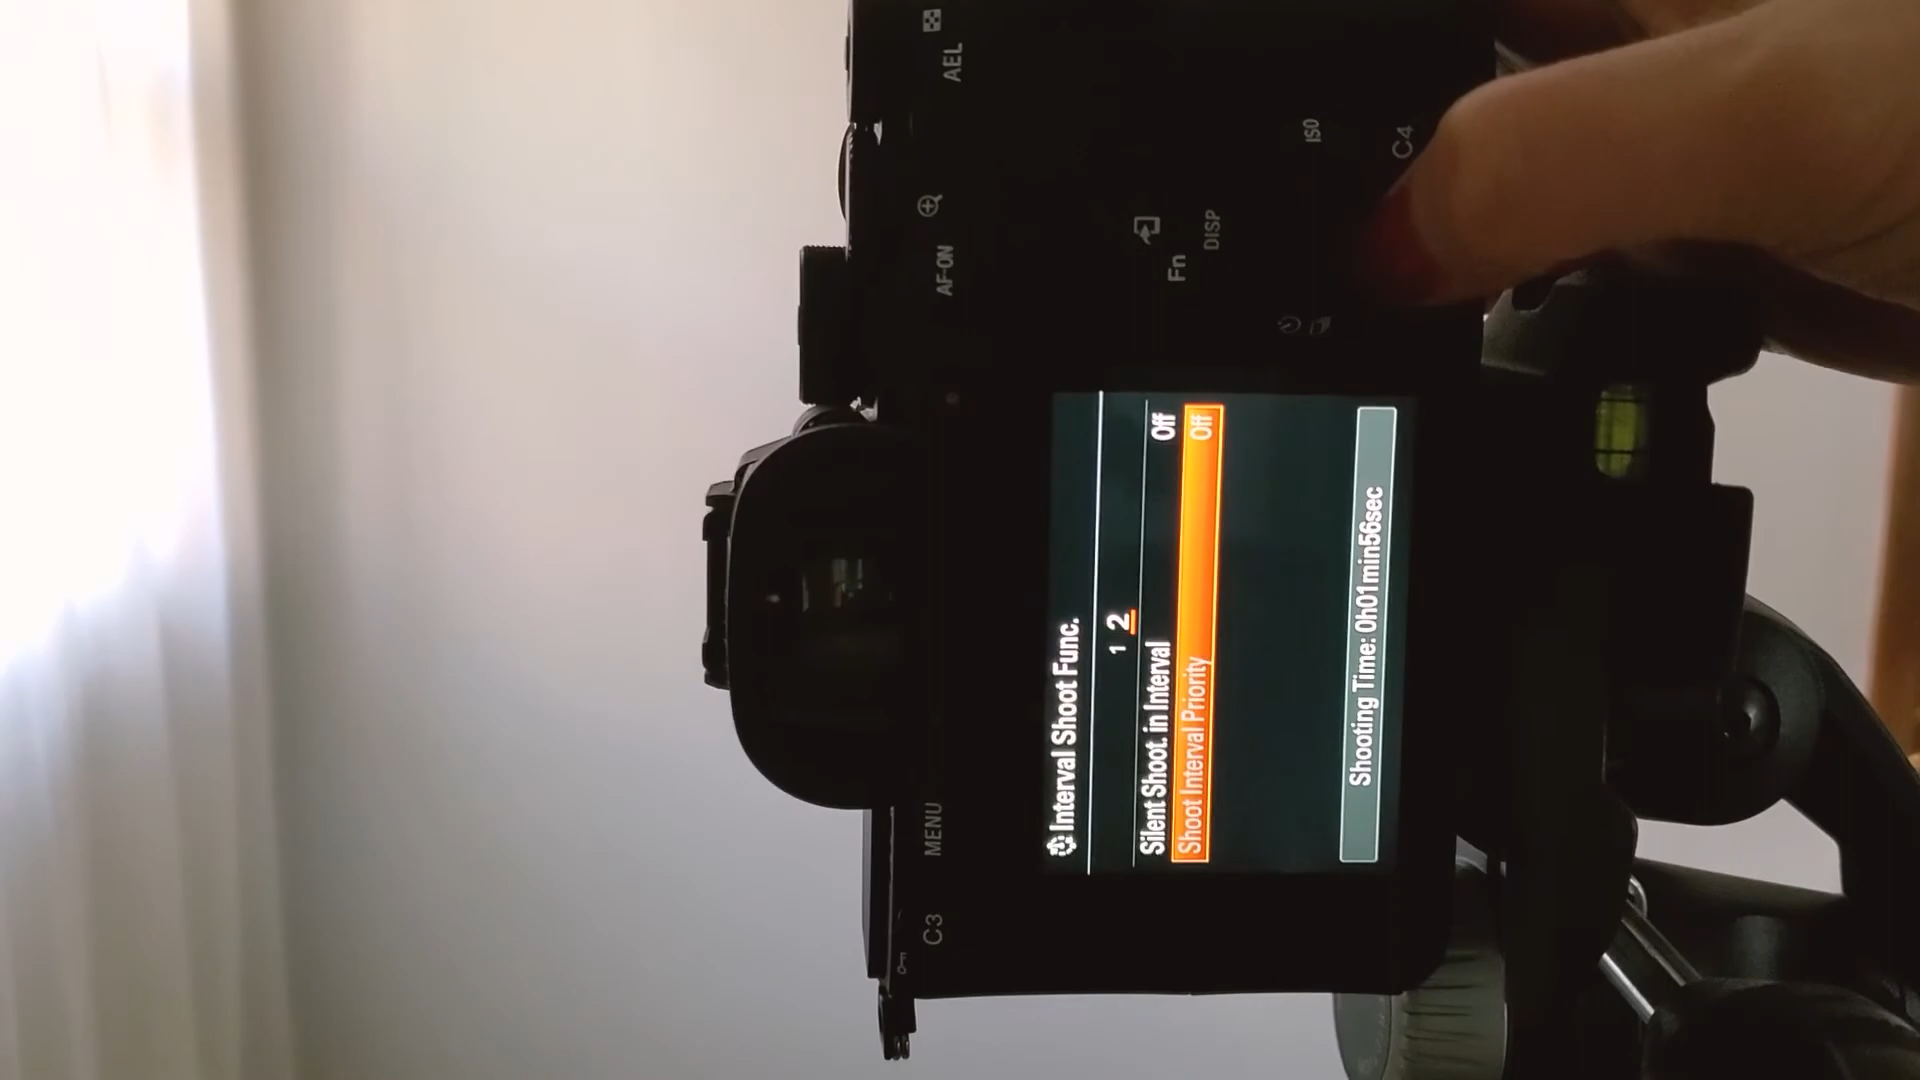 C3
MENU
AF-ON
AEL
Interval Shoot Func.
1 2
Silent Shoot. in Interval Off
Shoot Interval Priority Off
Shooting Time: 0h01min56sec
Fn
DISP
ISO
C4